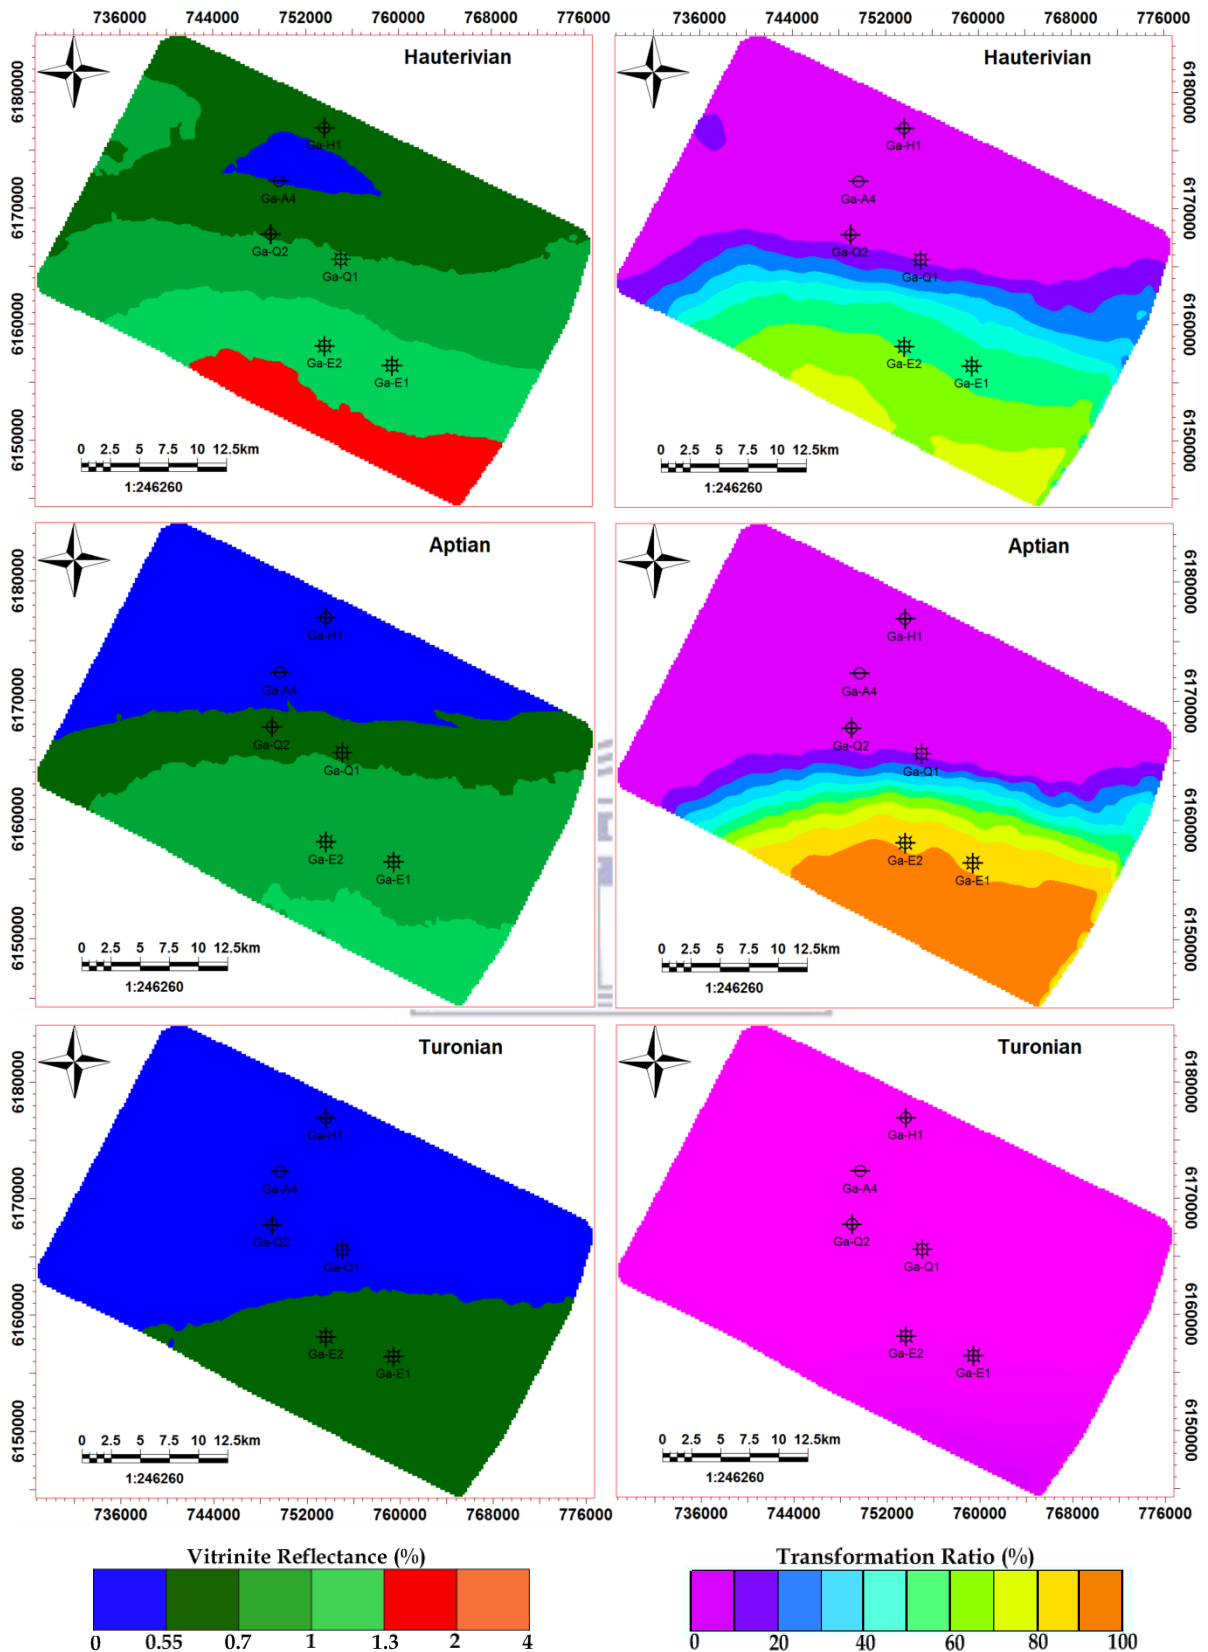 736000 744000 752000 760000 768000 776000
736000 744000 752000 760000 768000 776000
Hauterivian
6180000
6170000
6160000
6150000
Ga-H1
Ga-A4
Ga-Q2
Ga-Q1
Ga-E2
Ga-E1
0 2.5 5 7.5 10 12.5km
1:246260
Hauterivian
Ga-H1
Ga-A4
Ga-Q2
Ga-Q1
Ga-E2
Ga-E1
0 2.5 5 7.5 10 12.5km
1:246260
6180000
6170000
6160000
6150000
Aptian
6180000
6170000
6160000
6150000
Ga-H1
Ga-A4
Ga-Q2
Ga-Q1
Ga-E2
Ga-E1
0 2.5 5 7.5 10 12.5km
1:246260
Aptian
Ga-H1
Ga-A4
Ga-Q2
Ga-Q1
Ga-E2
Ga-E1
0 2.5 5 7.5 10 12.5km
1:246260
6180000
6170000
6160000
6150000
Turonian
6180000
6170000
6160000
6150000
Ga-H1
Ga-A4
Ga-Q2
Ga-Q1
Ga-E2
Ga-E1
0 2.5 5 7.5 10 12.5km
1:246260
Turonian
Ga-H1
Ga-A4
Ga-Q2
Ga-Q1
Ga-E2
Ga-E1
0 2.5 5 7.5 10 12.5km
1:246260
6180000
6170000
6160000
6150000
736000 744000 752000 760000 768000 776000
736000 744000 752000 760000 768000 776000
Vitrinite Reflectance (%)
0 0.55 0.7 1 1.3 2 4
Transformation Ratio (%)
0 20 40 60 80 100